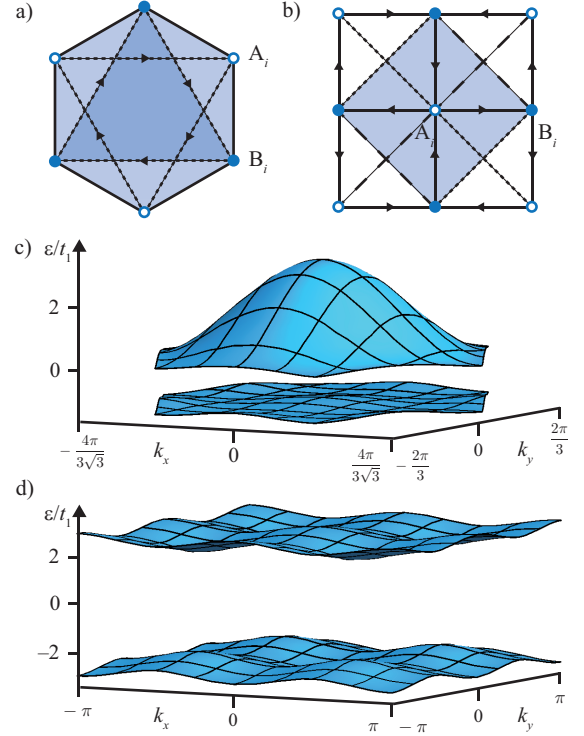 a)
b)
A_i
B_i
A_i
B_i
c)
ε/t_1
2
0
− 4π/3√3
k_x
0
4π/3√3
− 2π/3
0
k_y
2π/3
d)
ε/t_1
2
0
−2
− π
k_x
0
π
− π
0
k_y
π